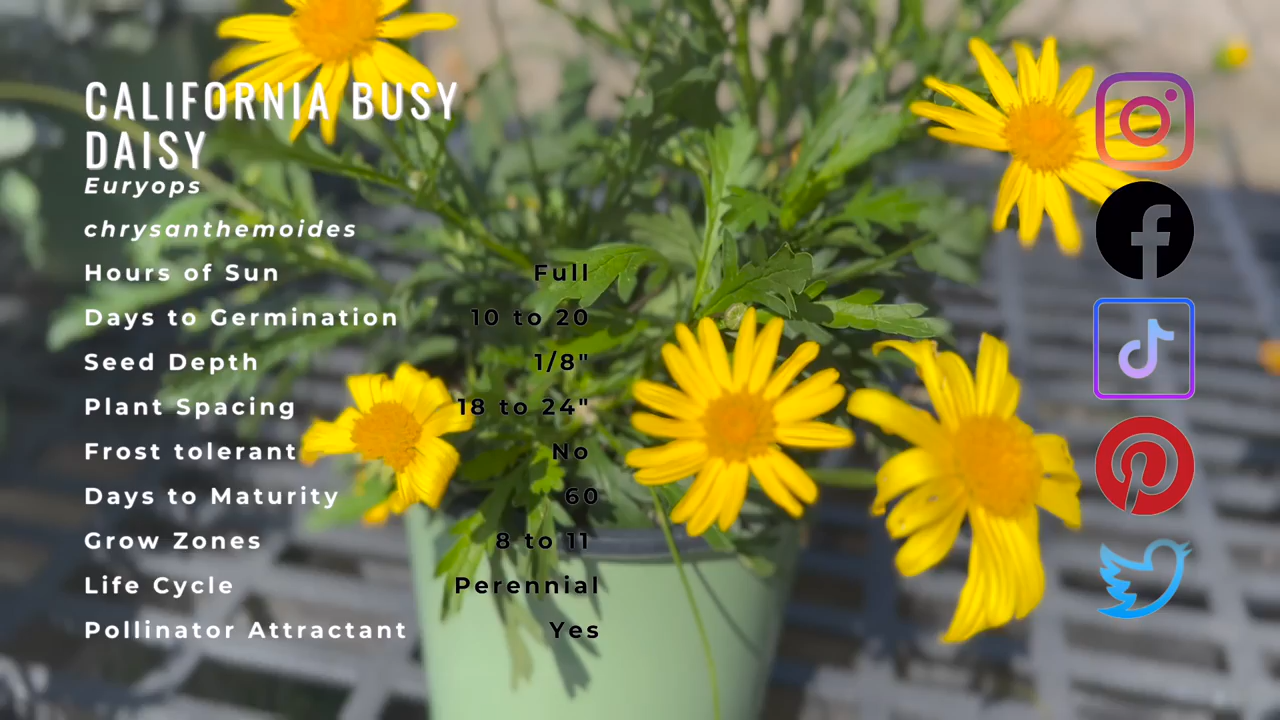 CALIFORNIA BUSY
DAISY
Euryops
chrysanthemoides
Hours of Sun Full
Days to Germination 10 to 20
Seed Depth 1/8"
Plant Spacing 18 to 24"
Frost tolerant No
Days to Maturity 60
Grow Zones 8 to 11
Life Cycle Perennial
Pollinator Attractant Yes